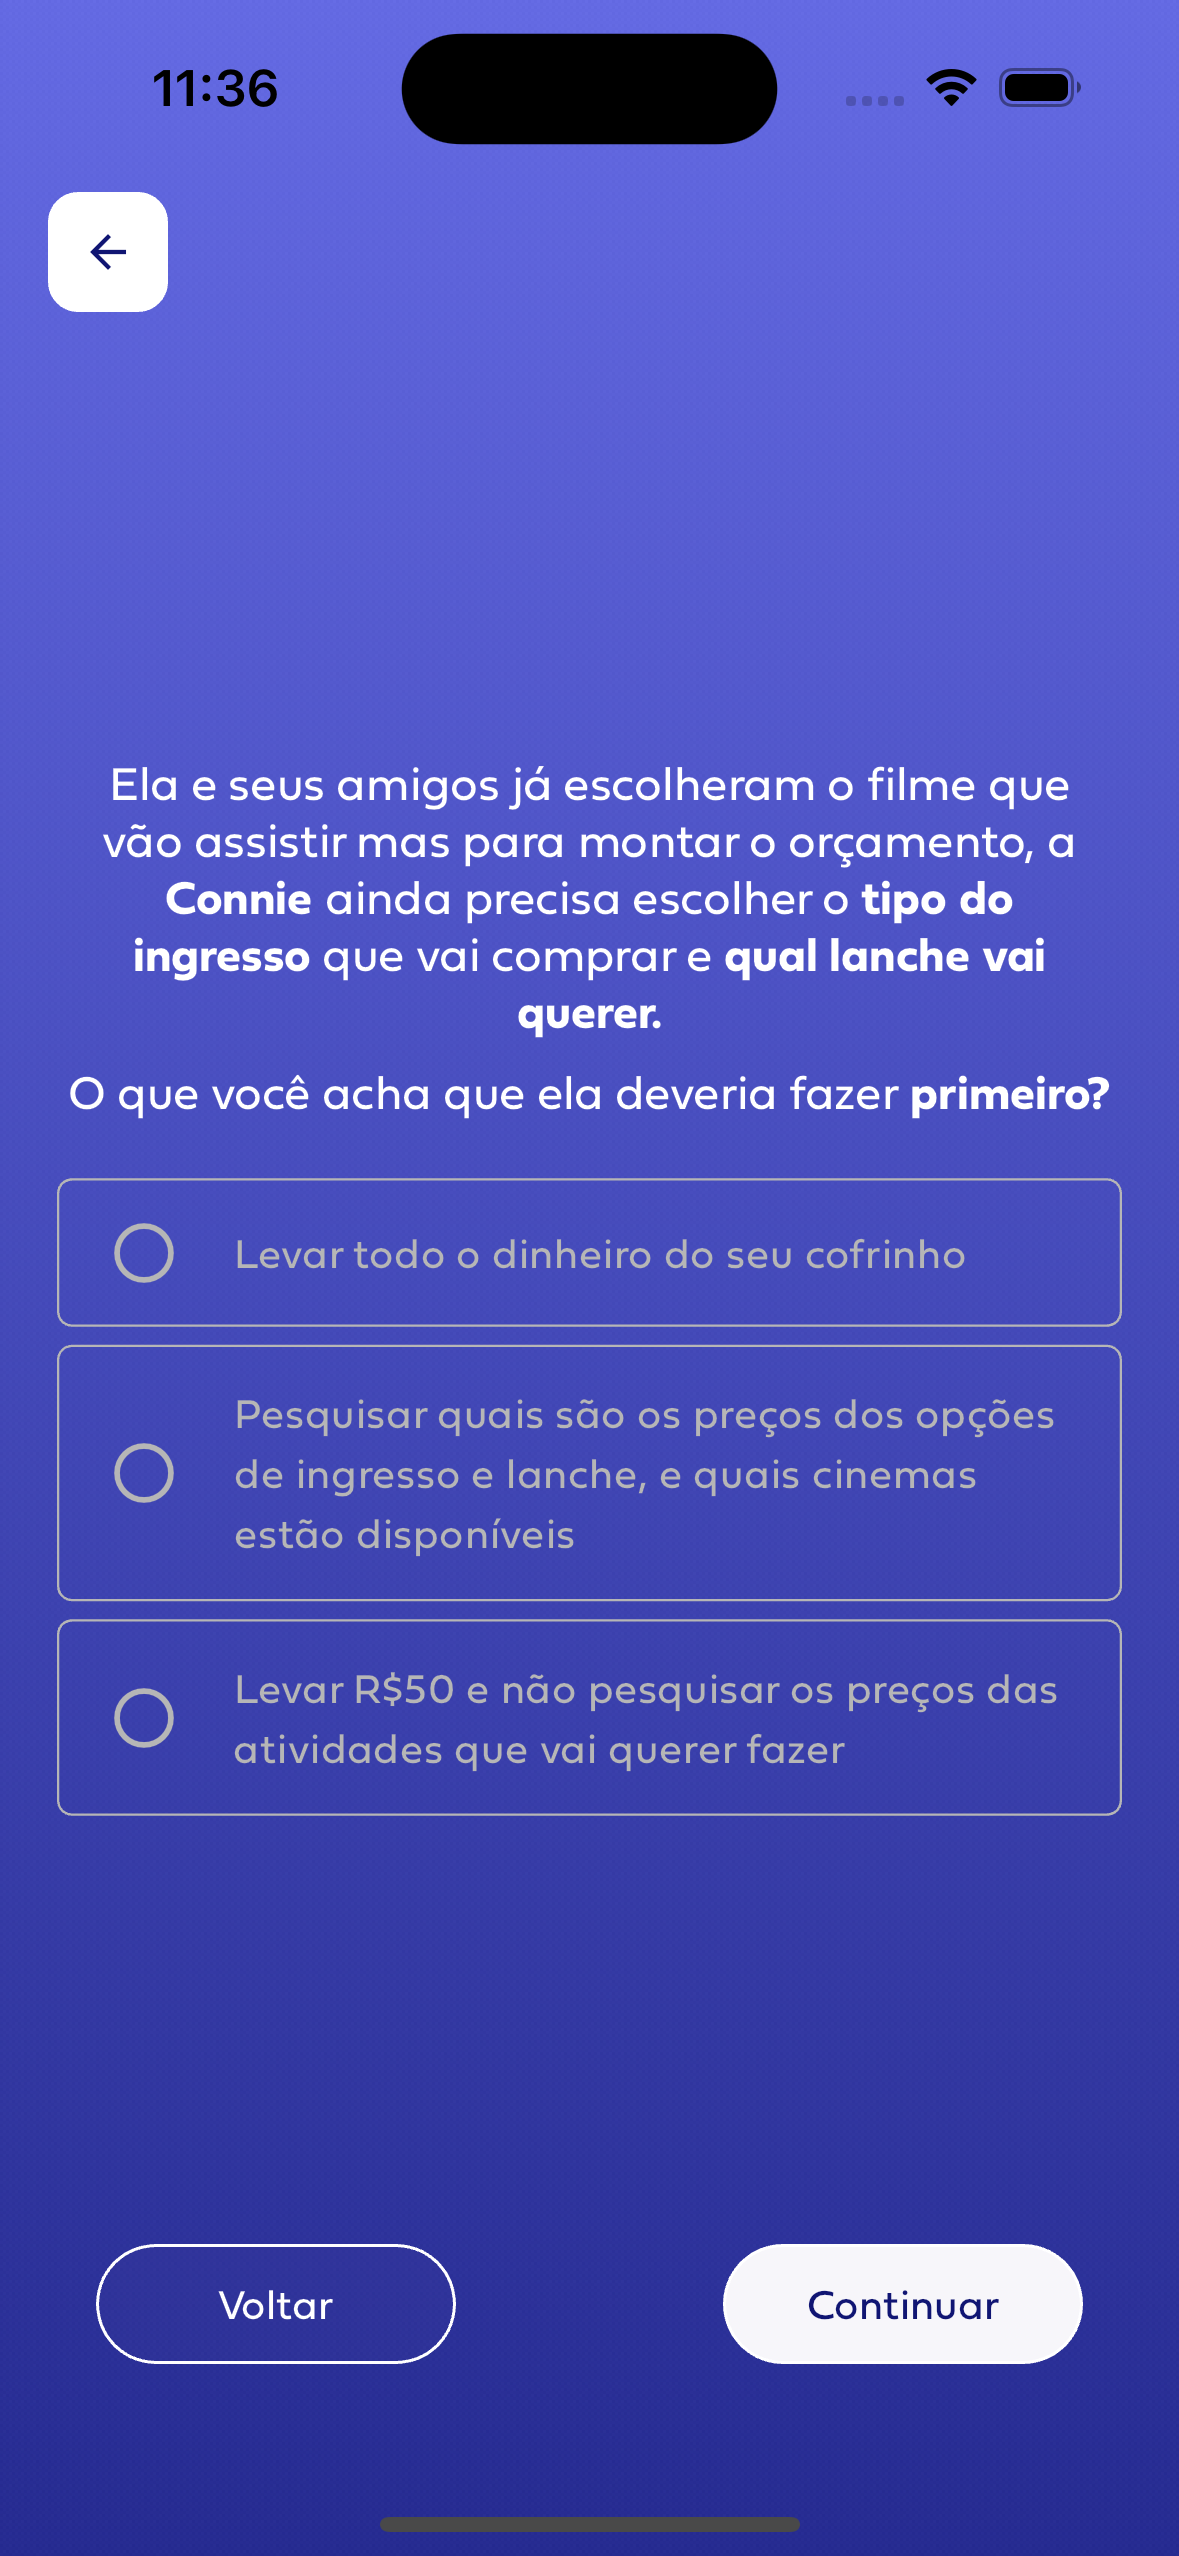 11:36
Ela e seus amigos já escolheram o filme que
vão assistir mas para montar o orçamento, a
Connie ainda precisa escolher o tipo do
ingresso que vai comprar e qual lanche vai
querer.
O que você acha que ela deveria fazer primeiro?
Levar todo o dinheiro do seu cofrinho
Pesquisar quais são os preços dos opções
de ingresso e lanche, e quais cinemas
estão disponíveis
Levar R$50 e não pesquisar os preços das
atividades que vai querer fazer
Voltar
Continuar